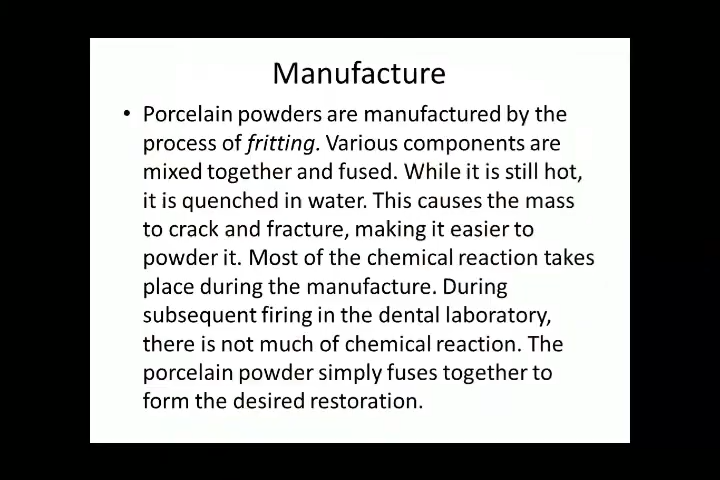 Manufacture
• Porcelain powders are manufactured by the
process of fritting. Various components are
mixed together and fused. While it is still hot,
it is quenched in water. This causes the mass
to crack and fracture, making it easier to
powder it. Most of the chemical reaction takes
place during the manufacture. During
subsequent firing in the dental laboratory,
there is not much of chemical reaction. The
porcelain powder simply fuses together to
form the desired restoration.